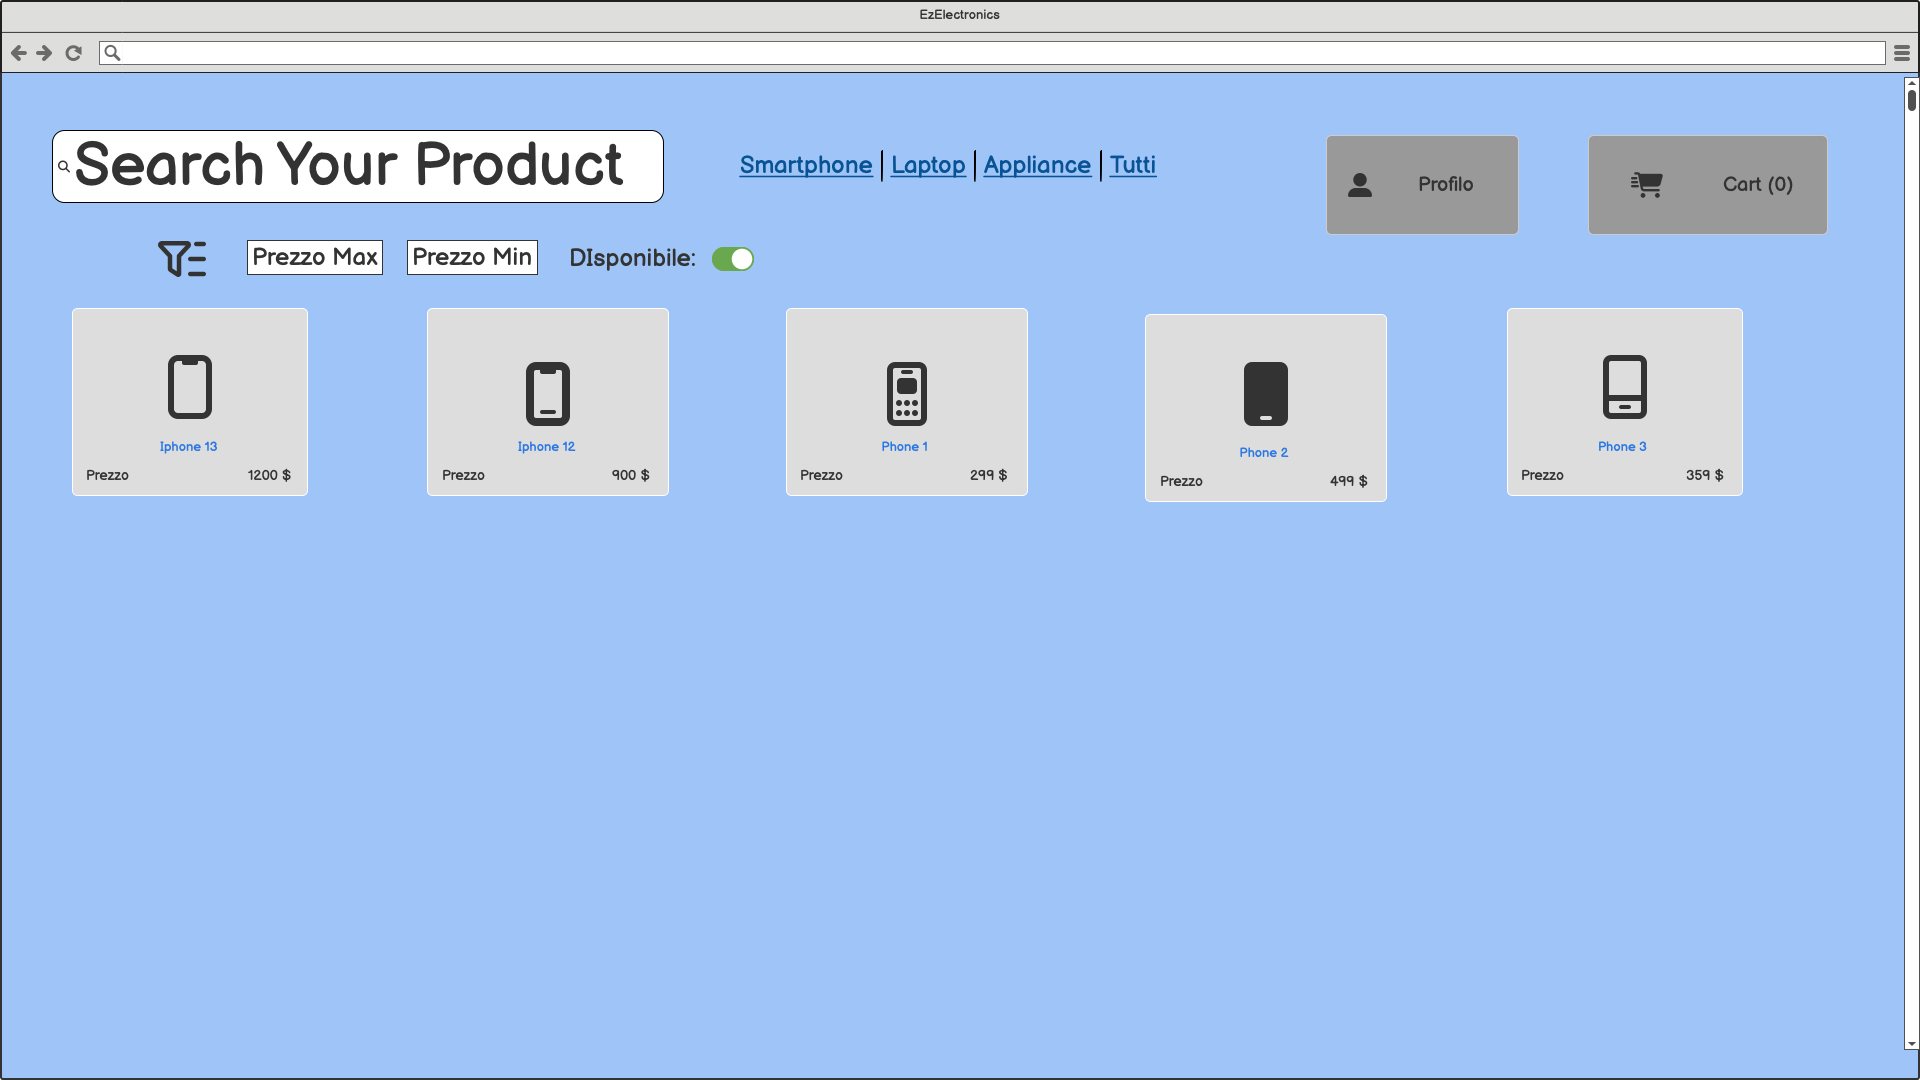 EzElectronics
Search Your Product
Smartphone | Laptop | Appliance | Tutti
Profilo
Cart (0)
Prezzo Max
Prezzo Min
DIsponibile:
Iphone 13
Prezzo 1200 $
Iphone 12
Prezzo 900 $
Phone 1
Prezzo 299 $
Phone 2
Prezzo 499 $
Phone 3
Prezzo 359 $